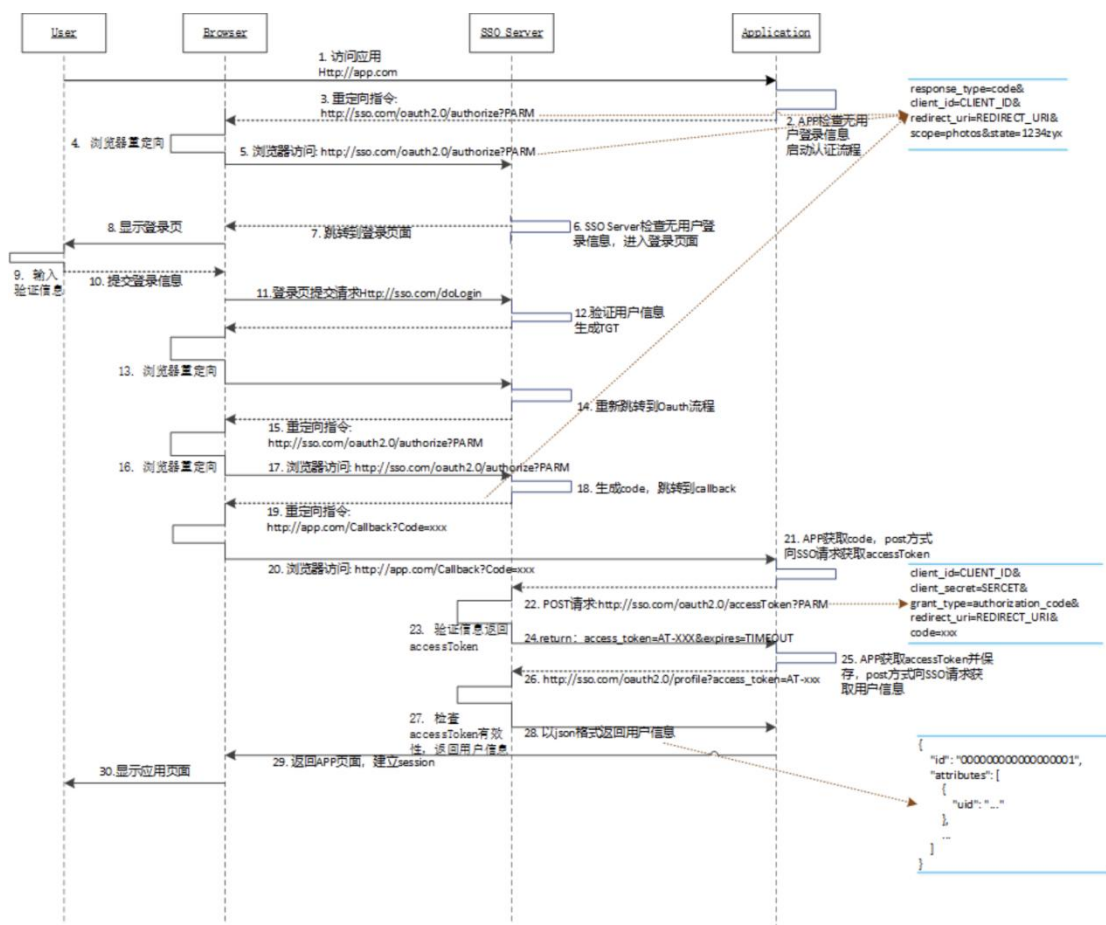 User
Browser
SSO Server
Application
1. 访问应用
Http://app.com
response_type=code&
client_id=CLIENT_ID&
redirect_uri=REDIRECT_URI&
scope=photos&state=1234zyx
3. 重定向指令:
http://sso.com/oauth2.0/authorize?PARM
2. APP检查无用
户登录信息
启动认证流程
4. 浏览器重定向
5. 浏览器访问: http://sso.com/oauth2.0/authorize?PARM
8. 显示登录页
7. 跳转到登录页面
6. SSO Server检查无用户登
录信息，进入登录页面
9. 输入
验证信息
10. 提交登录信息
11.登录页提交请求Http://sso.com/doLogin
12.验证用户信息
生成TGT
13. 浏览器重定向
14. 重新跳转到Oauth流程
15. 重定向指令:
http://sso.com/oauth2.0/authorize?PARM
16. 浏览器重定向
17. 浏览器访问: http://sso.com/oauth2.0/authorize?PARM
18. 生成code，跳转到callback
19. 重定向指令:
http://app.com/Callback?Code=xxx
20. 浏览器访问: http://app.com/Callback?Code=xxx
21. APP获取code，post方式
向SSO请求获取accessToken
client_id=CLIENT_ID&
client_secret=SERCET&
grant_type=authorization_code&
redirect_uri=REDIRECT_URI&
code=xxx
22. POST请求:http://sso.com/oauth2.0/accessToken?PARM
23. 验证信息返回
accessToken
24.return：access_token=AT-XXX&expires=TIMEOUT
25. APP获取accessToken并保
存，post方式向SSO请求获
取用户信息
26. http://sso.com/oauth2.0/profile?access_token=AT-xxx
27. 检查
accessToken有效
性，返回用户信息
28. 以json格式返回用户信息
29. 返回APP页面，建立session
30.显示应用页面
{
"id": "000000000000000001",
"attributes": [
{
"uid": "..."
},
...
]
}